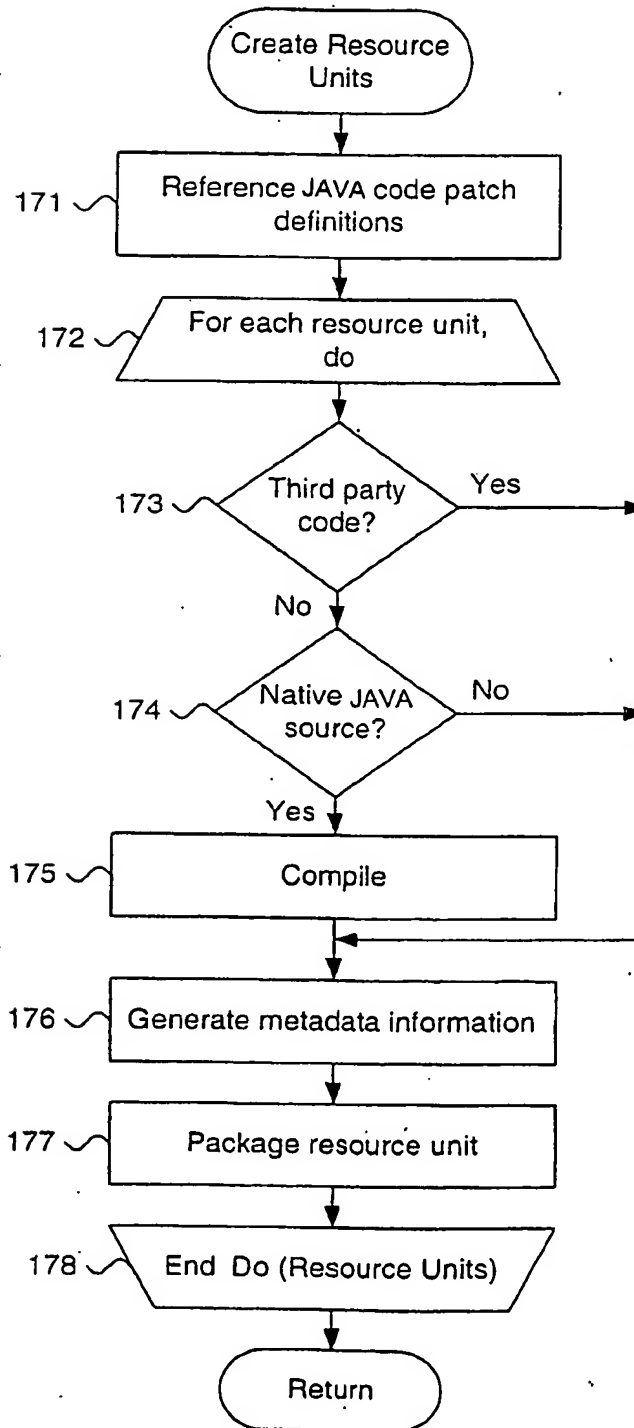 Create Resource
Units
171
Reference JAVA code patch
definitions
172
For each resource unit,
do
173
Third party
code?
Yes
No
174
Native JAVA
source?
No
Yes
175
Compile
176
Generate metadata information
177
Package resource unit
178
End Do (Resource Units)
Return